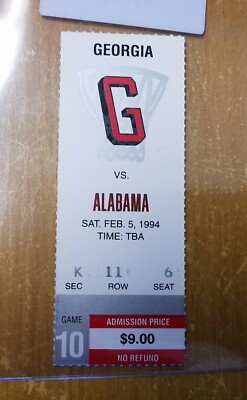 GEORGIA
G
VS.
ALABAMA
SAT. FEB. 5, 1994
TIME: TBA
K 11 6
SEC ROW SEAT
GAME
10
ADMISSION PRICE
$9.00
NO REFUND